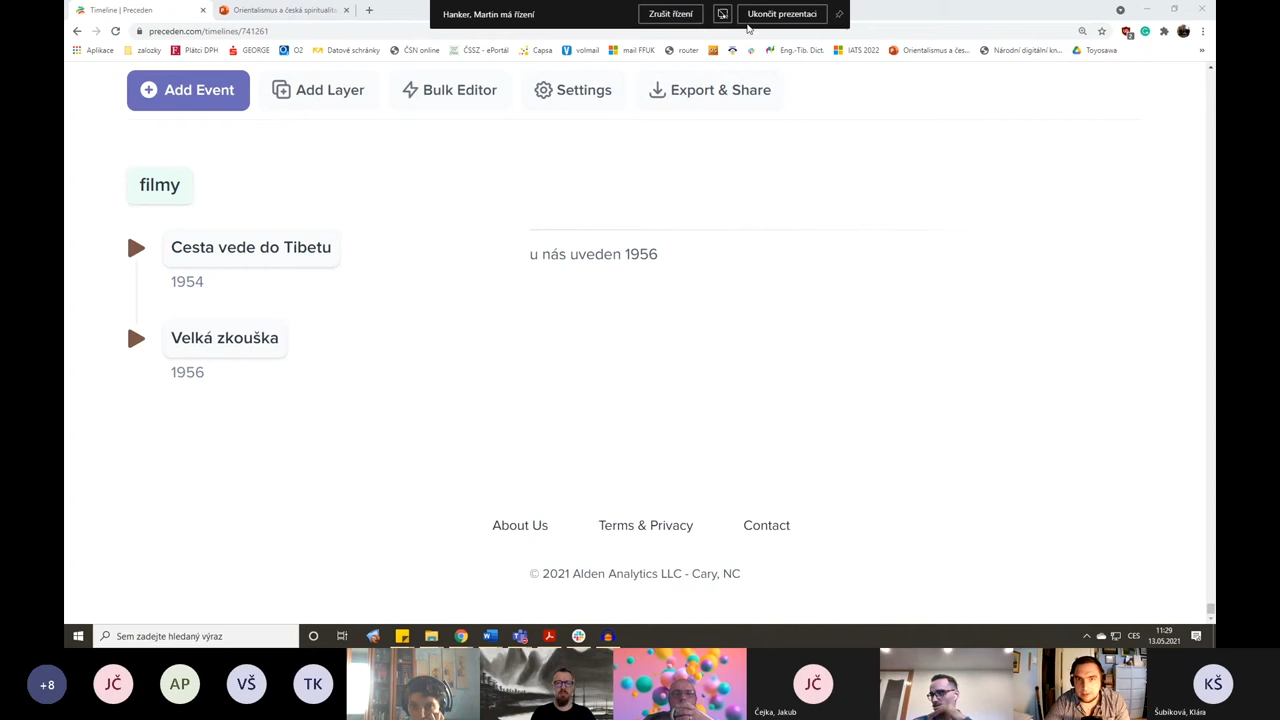 Timeline | Preceden
Orientalismus a česká spiritualit
Hanker, Martin má řízení
Zrušit řízení
Ukončit prezentaci
preceden.com/timelines/741261
Aplikace
zalozky
Plátci DPH
GEORGE
O2
Datové schránky
ČSN online
ČSSZ - ePortál
Capsa
volmail
mail FFUK
router
Eng.-Tib. Dict.
IATS 2022
Orientalismus a čes...
Národní digitální kn...
Toyosawa
»
Add Event
Add Layer
Bulk Editor
Settings
Export & Share
filmy
Cesta vede do Tibetu
u nás uveden 1956
1954
Velká zkouška
1956
About Us
Terms & Privacy
Contact
© 2021 Alden Analytics LLC - Cary, NC
Sem zadejte hledaný výraz
CES
11:29
13.05.2021
+8
JČ
AP
VŠ
TK
JČ
KŠ
Čejka, Jakub
Šubíková, Klára